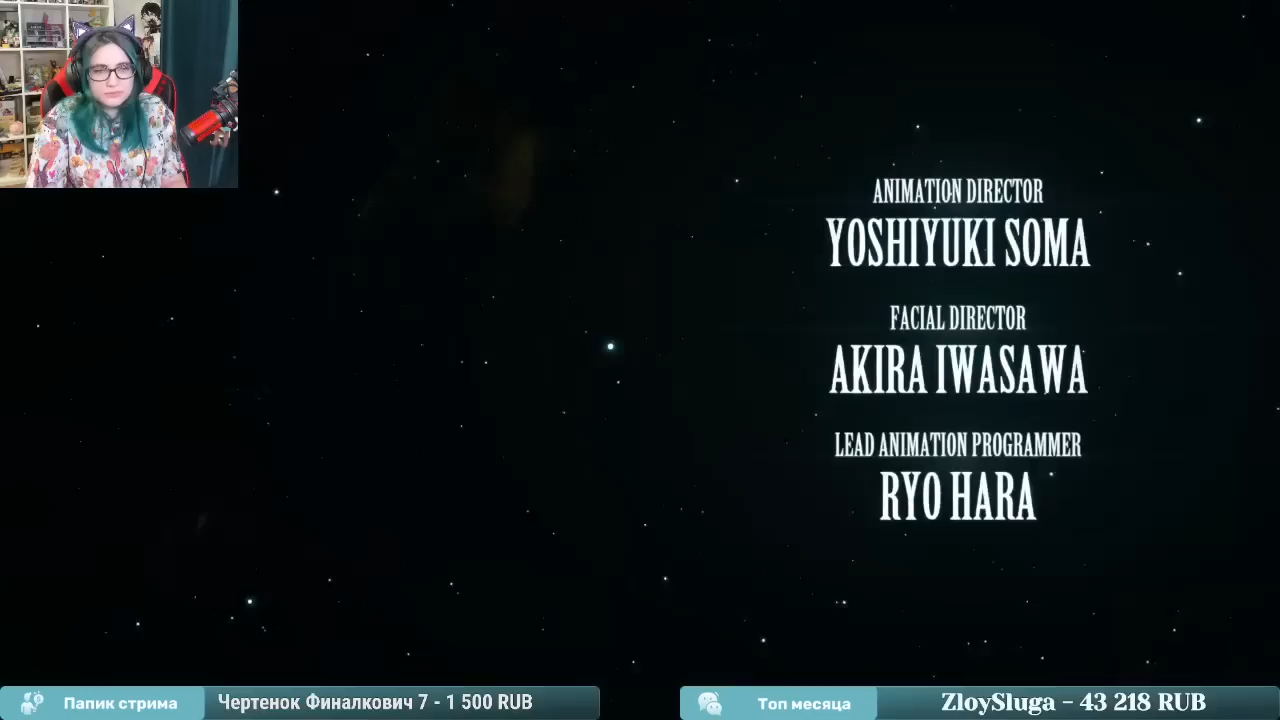 ANIMATION DIRECTOR
YOSHIYUKI SOMA
FACIAL DIRECTOR
AKIRA IWASAWA
LEAD ANIMATION PROGRAMMER
RYO HARA
Папик стрима
Чертенок Финалкович 7 - 1 500 RUB
Топ месяца
ZloySluga - 43 218 RUB